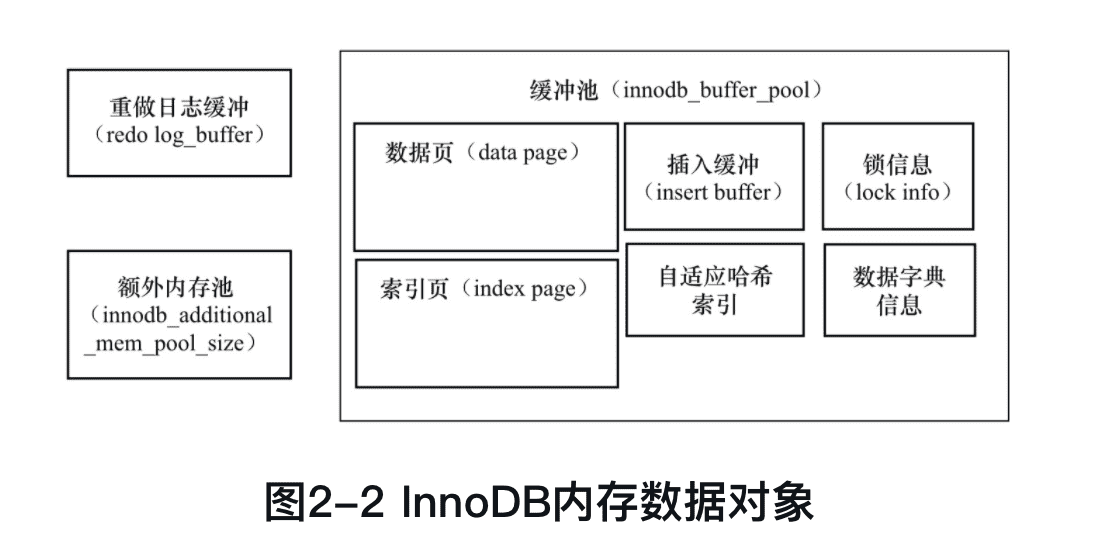 重做日志缓冲
（redo log_buffer）
额外内存池
（innodb_additional
_mem_pool_size）
缓冲池（innodb_buffer_pool）
数据页（data page）
插入缓冲
（insert buffer）
锁信息
（lock info）
索引页（index page）
自适应哈希
索引
数据字典
信息
图2-2 InnoDB内存数据对象